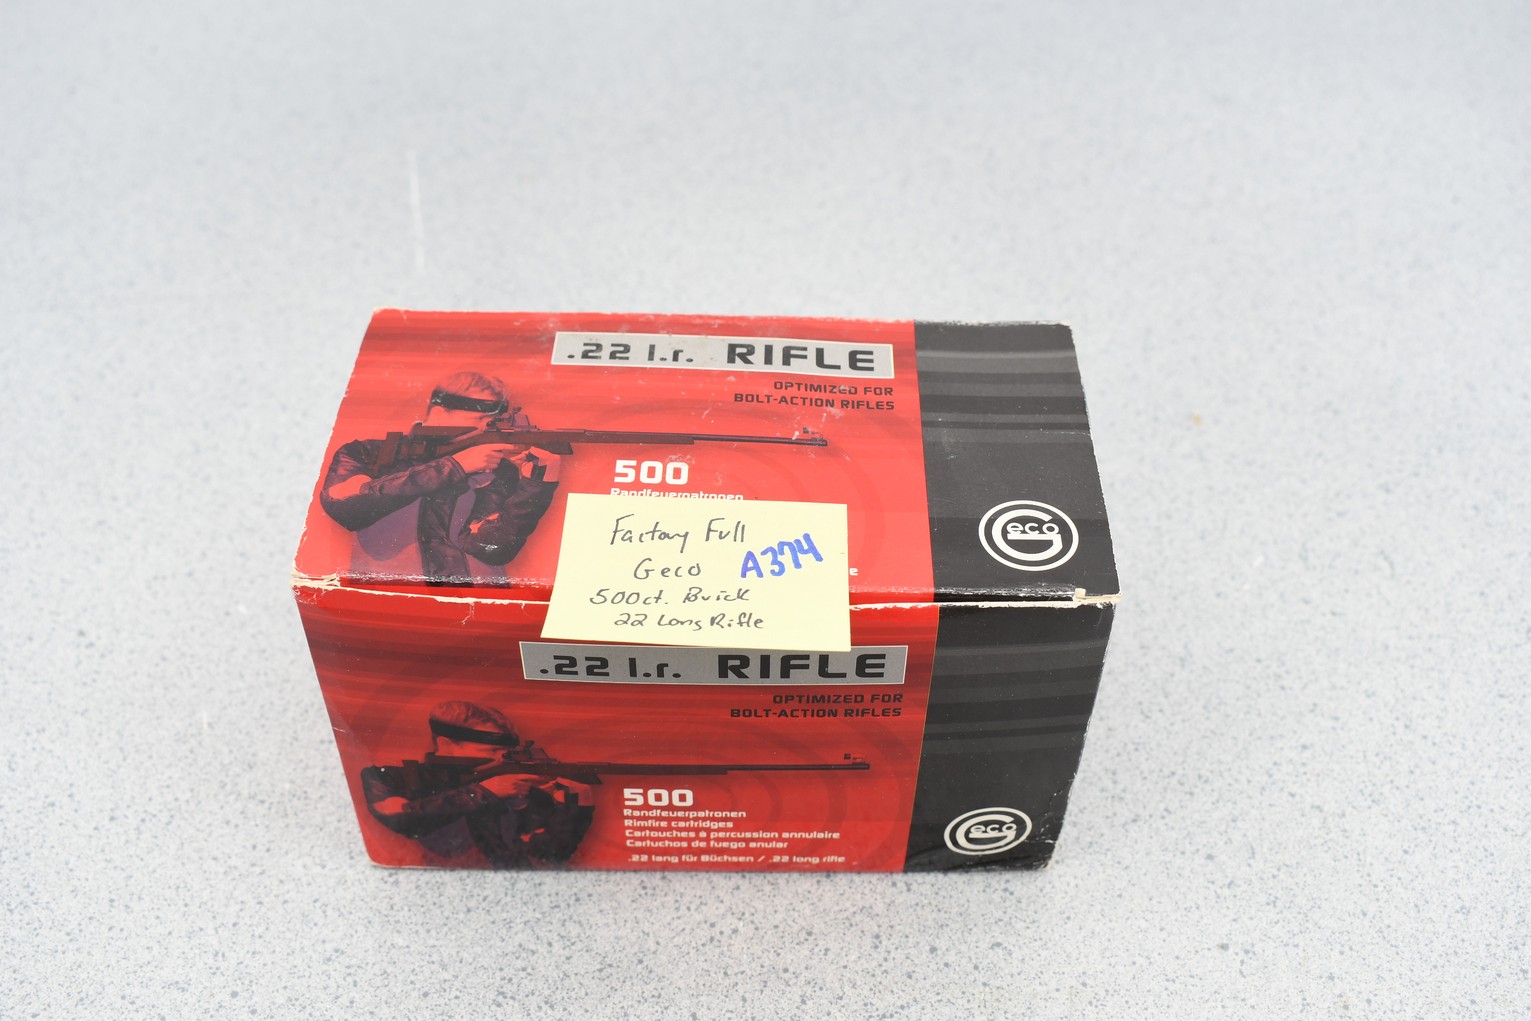 .22 l.r. RIFLE
OPTIMIZED FOR
BOLT-ACTION RIFLES
500
Randfeuerpatronen
Geco
Factory Full
Geco A374
500ct. Brick
22 Long Rifle
e
.22 l.r. RIFLE
OPTIMIZED FOR
BOLT-ACTION RIFLES
500
Randfeuerpatronen
Rimfire cartridges
Cartouches à percussion annulaire
Cartuchos de fuego anular
.22 lang für Büchsen / .22 long rifle
Geco